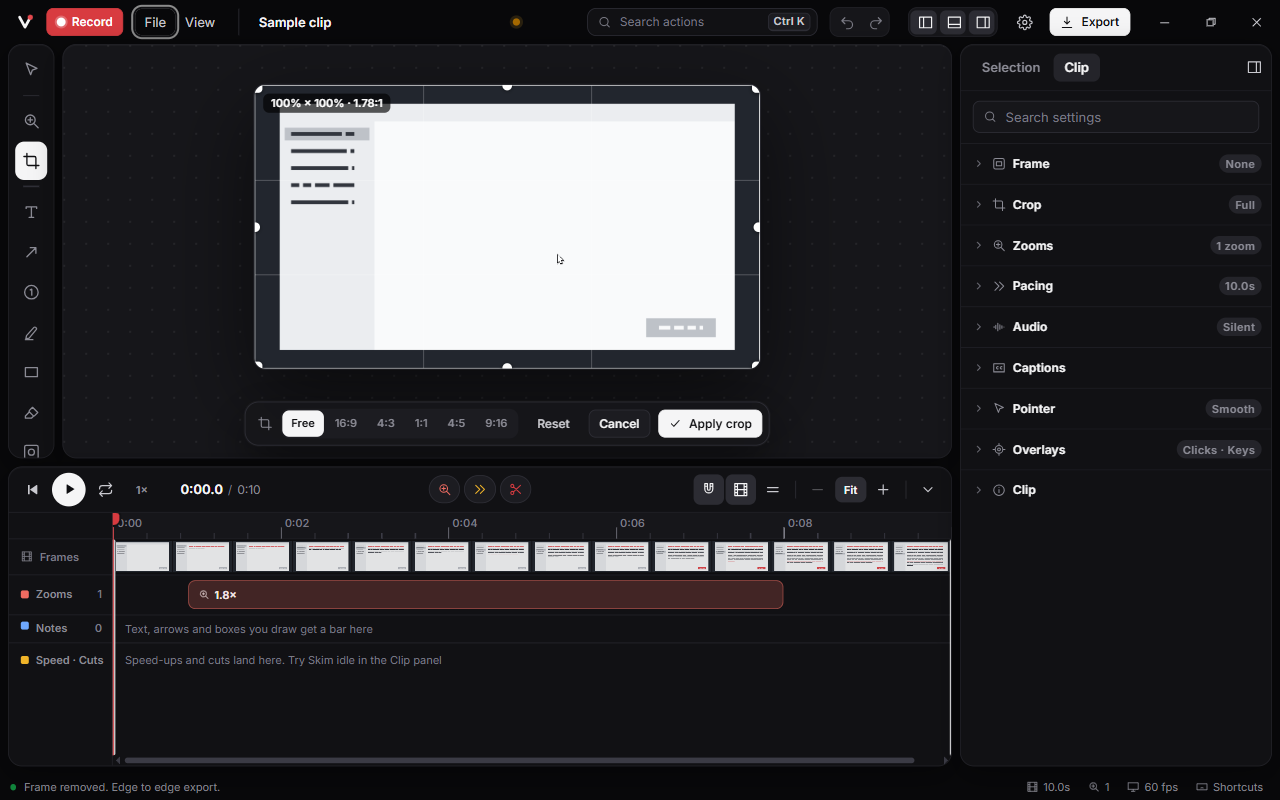 Record File View Sample clip Search actions Ctrl K Export
Selection Clip
100% × 100% · 1.78:1
Search settings
Frame None
Crop Full
Zooms 1 zoom
Pacing 10.0s
Audio Silent
Captions
Pointer Smooth
Overlays Clicks · Keys
Clip
T
1
Free 16:9 4:3 1:1 4:5 9:16 Reset Cancel Apply crop
1× 0:00.0 / 0:10 Fit
0:00 0:02 0:04 0:06 0:08
Frames
Zooms 1 1.8×
Notes 0 Text, arrows and boxes you draw get a bar here
Speed · Cuts Speed-ups and cuts land here. Try Skim idle in the Clip panel
Frame removed. Edge to edge export. 10.0s 1 60 fps Shortcuts